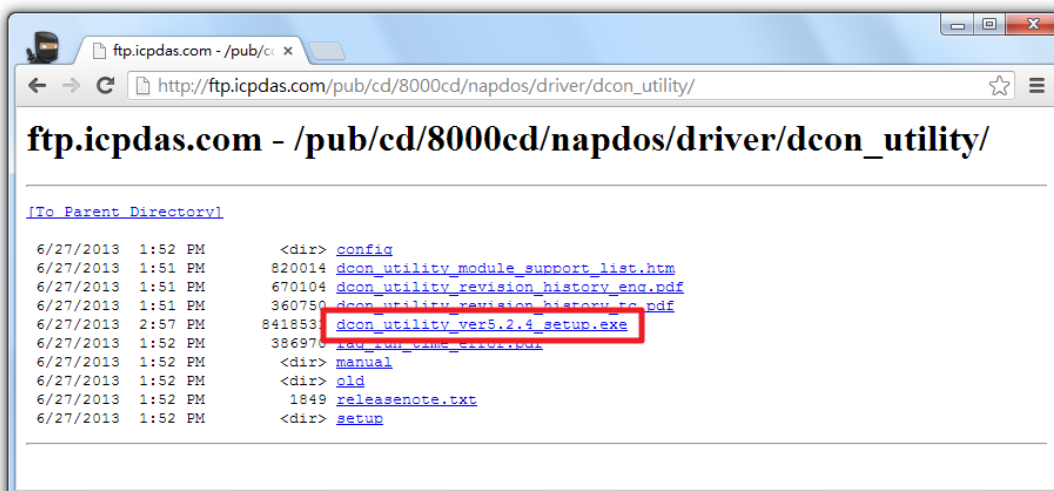 ftp.icpdas.com - /pub/c
http://ftp.icpdas.com/pub/cd/8000cd/napdos/driver/dcon_utility/
ftp.icpdas.com - /pub/cd/8000cd/napdos/driver/dcon_utility/
[To Parent Directory]
6/27/2013 1:52 PM <dir> config
6/27/2013 1:51 PM 820014 dcon_utility_module_support_list.htm
6/27/2013 1:51 PM 670104 dcon_utility_revision_history_eng.pdf
6/27/2013 1:51 PM 360750 dcon_utility_revision_history_tc.pdf
6/27/2013 2:57 PM 8418531 dcon_utility_ver5.2.4_setup.exe
6/27/2013 1:52 PM 386970 faq_run_time_error.pdf
6/27/2013 1:52 PM <dir> manual
6/27/2013 1:52 PM <dir> old
6/27/2013 1:52 PM 1849 releasenote.txt
6/27/2013 1:52 PM <dir> setup